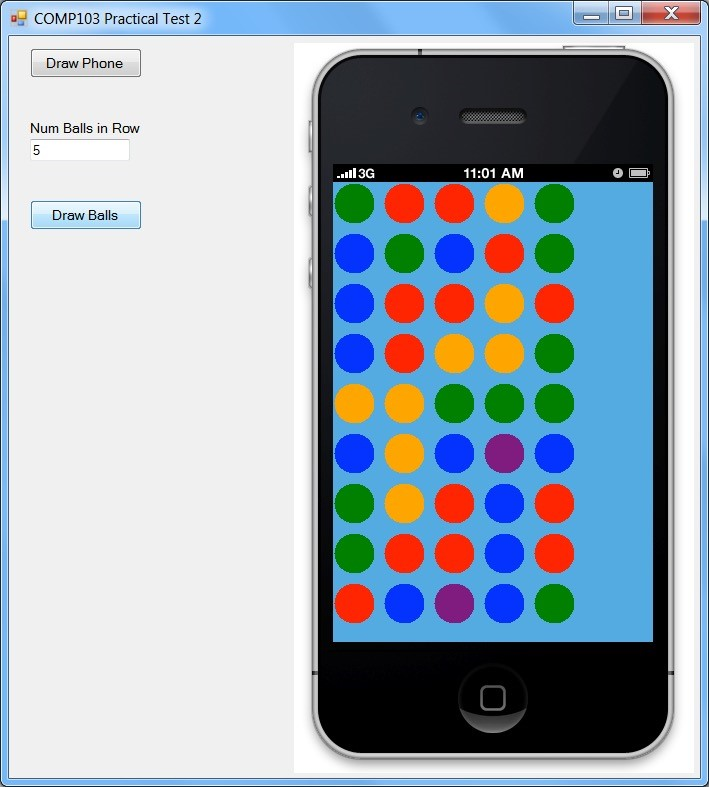 COMP103 Practical Test 2
Draw Phone
Num Balls in Row
5
Draw Balls
3G 11:01 AM